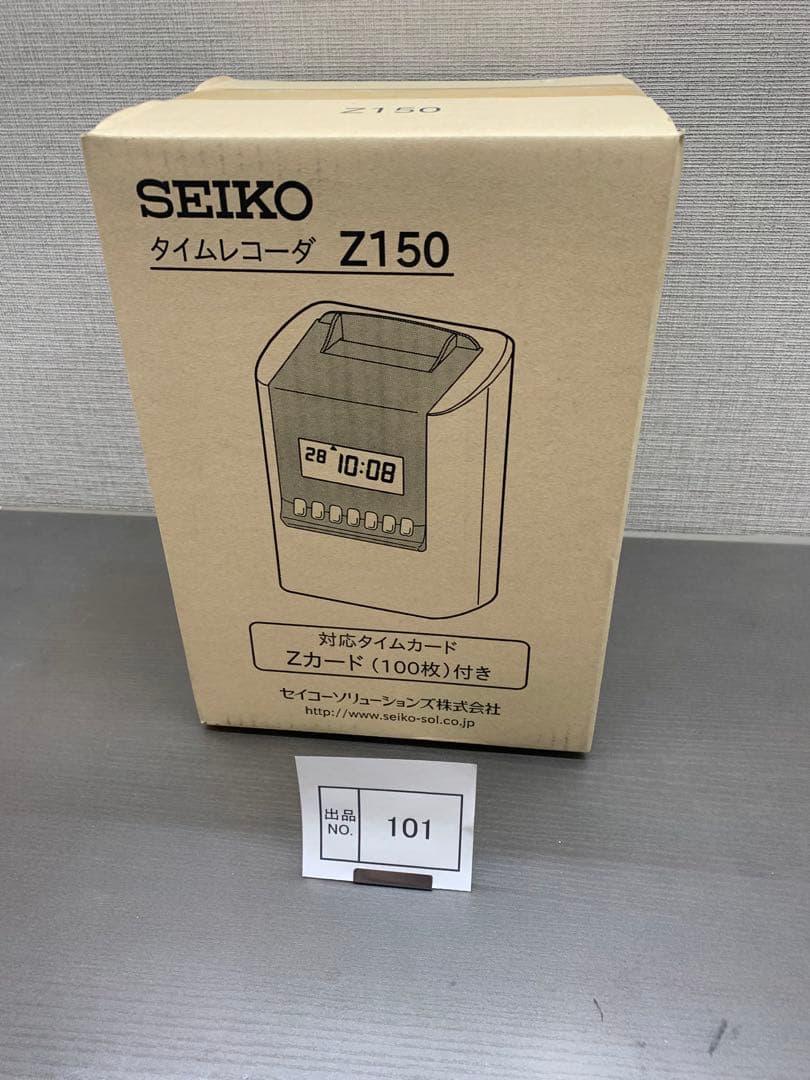 Z150
SEIKO
タイムレコーダ Z150
28 10:08
対応タイムカード
Zカード(100枚)付き
セイコーソリューションズ株式会社
http://www.seiko-sol.co.jp
出品
NO.
101